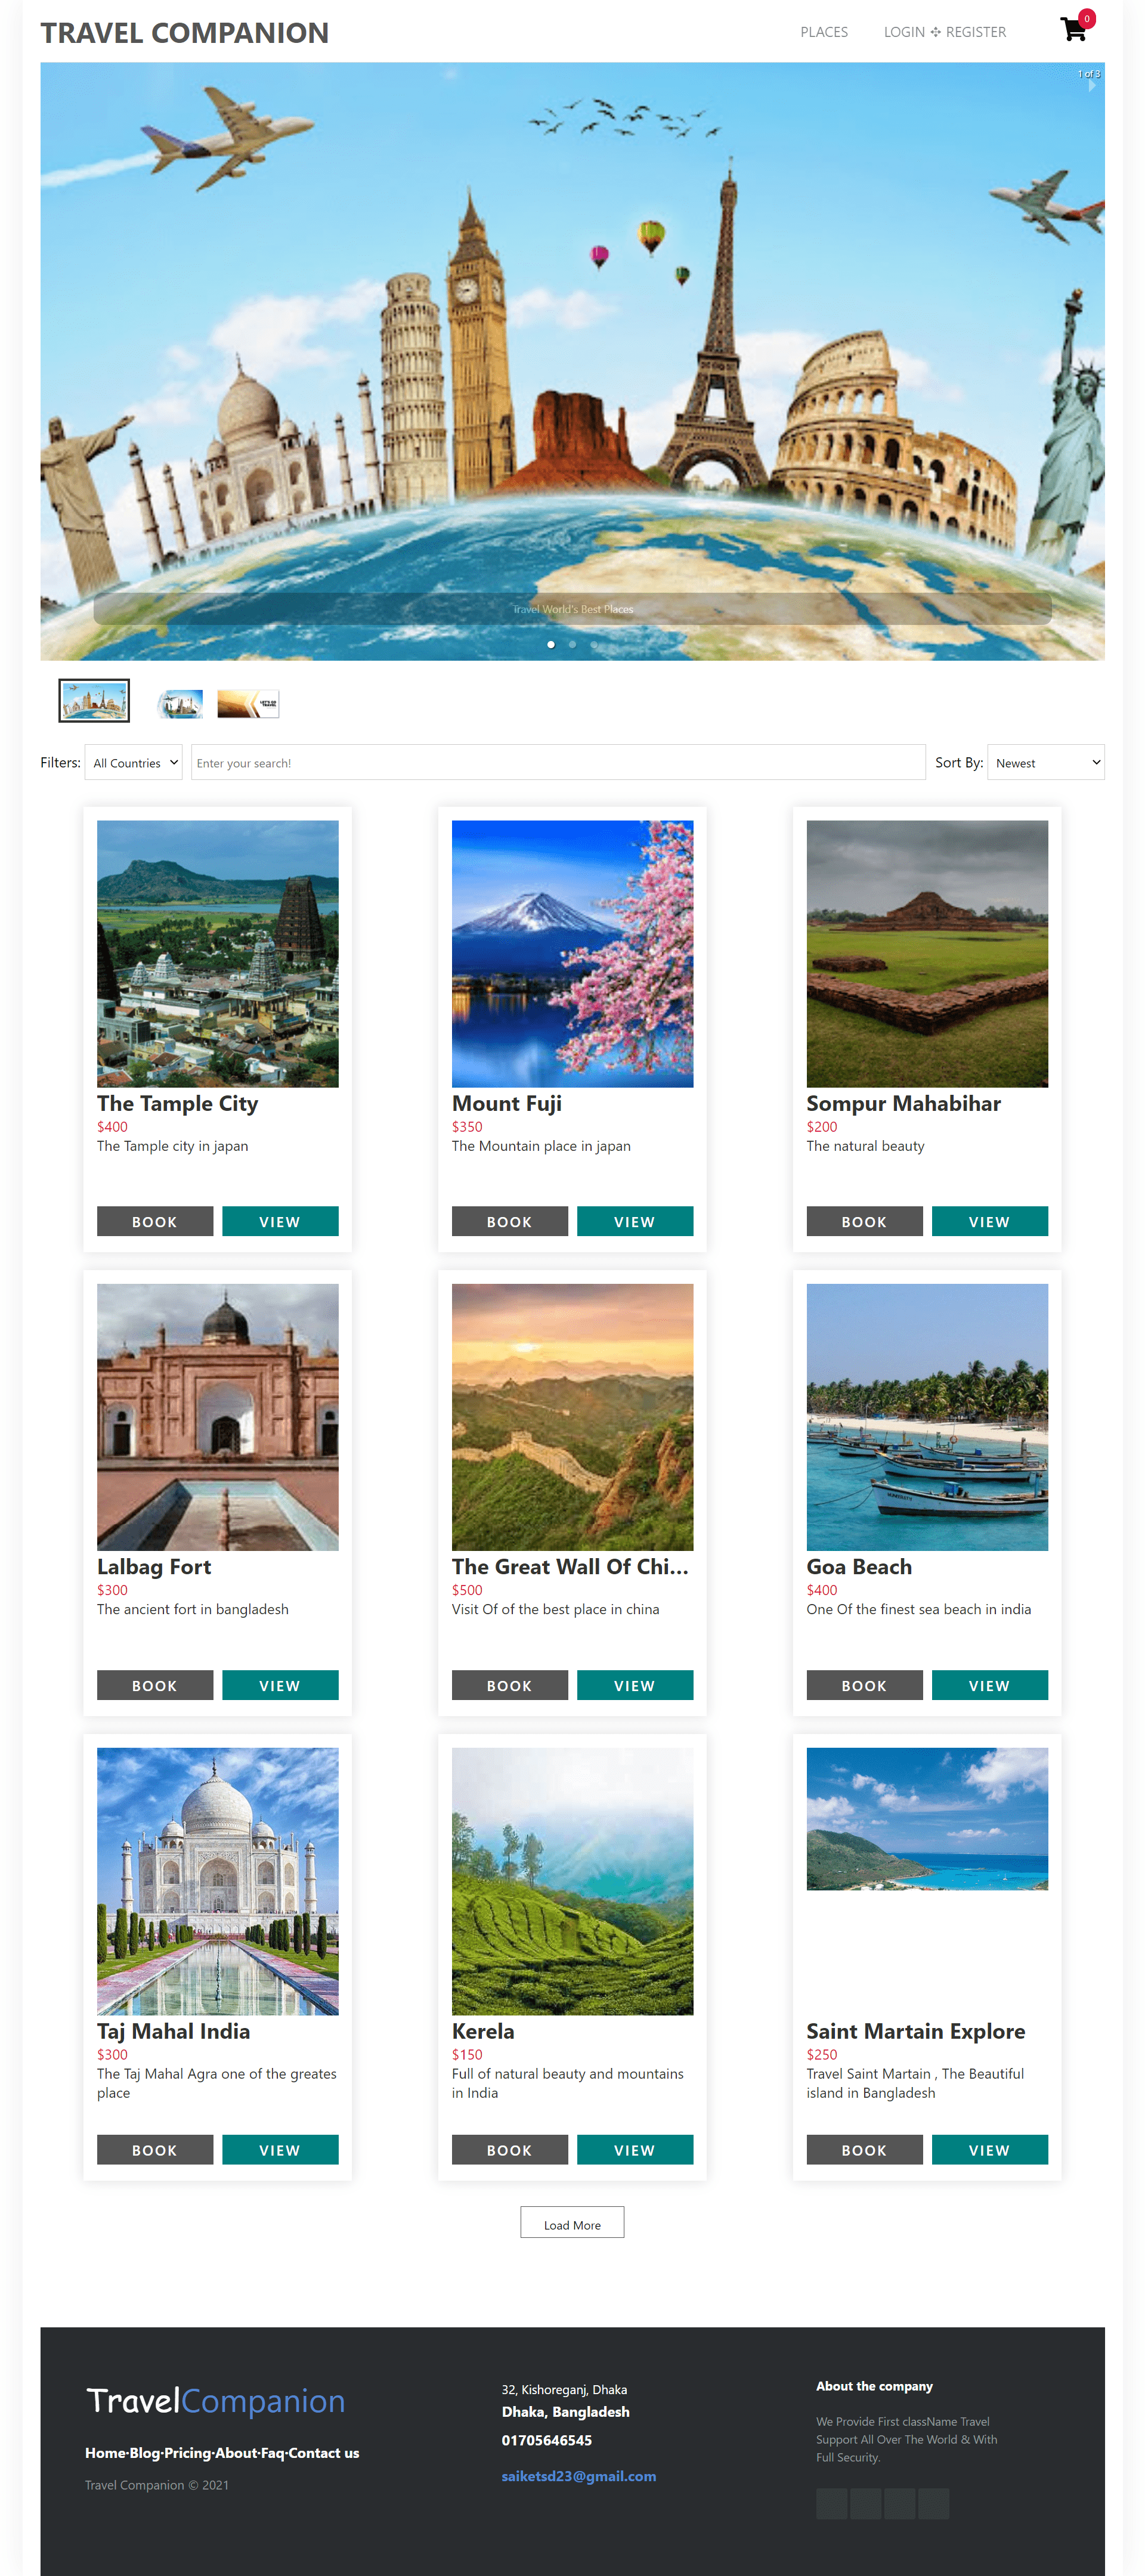 TRAVEL COMPANION
PLACES
LOGIN ✣ REGISTER
0
1 of 3
Travel World's Best Places
LET'S GO
TRAVEL
Filters:
All Countries
Enter your search!
Sort By:
Newest
The Tample City
$400
The Tample city in japan
BOOK
VIEW
Mount Fuji
$350
The Mountain place in japan
BOOK
VIEW
Sompur Mahabihar
$200
The natural beauty
BOOK
VIEW
Lalbag Fort
$300
The ancient fort in bangladesh
BOOK
VIEW
The Great Wall Of Chi...
$500
Visit Of of the best place in china
BOOK
VIEW
Goa Beach
$400
One Of the finest sea beach in india
BOOK
VIEW
Taj Mahal India
$300
The Taj Mahal Agra one of the greates
place
BOOK
VIEW
Kerela
$150
Full of natural beauty and mountains
in India
BOOK
VIEW
Saint Martain Explore
$250
Travel Saint Martain , The Beautiful
island in Bangladesh
BOOK
VIEW
Load More
TravelCompanion
Home·Blog·Pricing·About·Faq·Contact us
Travel Companion © 2021
32, Kishoreganj, Dhaka
Dhaka, Bangladesh
01705646545
saiketsd23@gmail.com
About the company
We Provide First className Travel
Support All Over The World & With
Full Security.